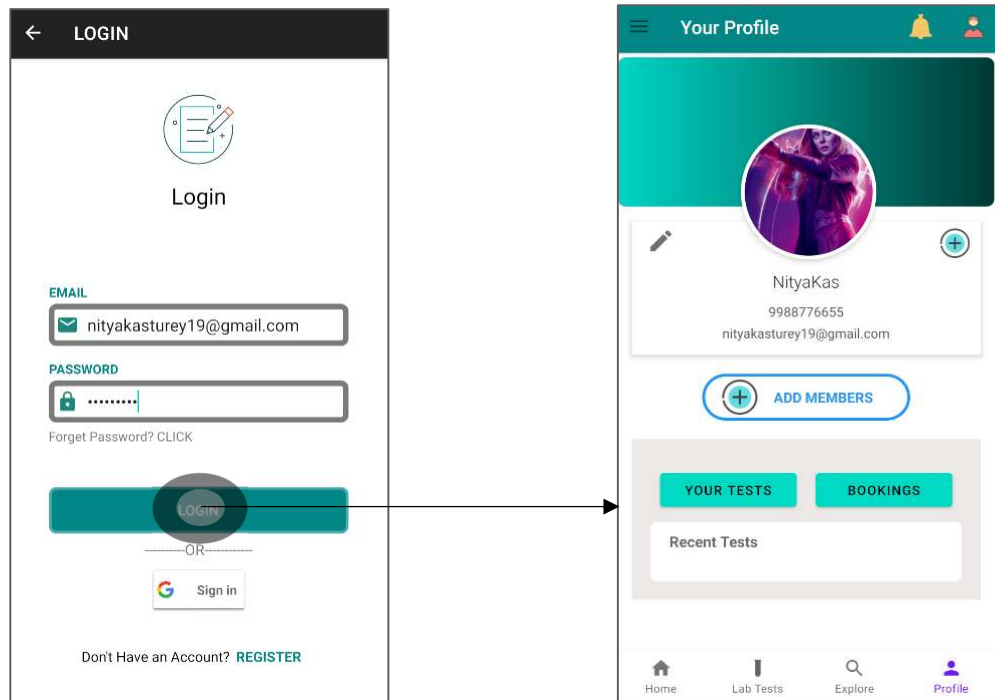 LOGIN
Login
EMAIL
nityakasturey19@gmail.com
PASSWORD
•••••••••
Forget Password? CLICK
LOGIN
----------OR------------
G Sign in
Don't Have an Account? REGISTER
Your Profile
NityaKas
9988776655
nityakasturey19@gmail.com
ADD MEMBERS
YOUR TESTS BOOKINGS
Recent Tests
Home Lab Tests Explore Profile